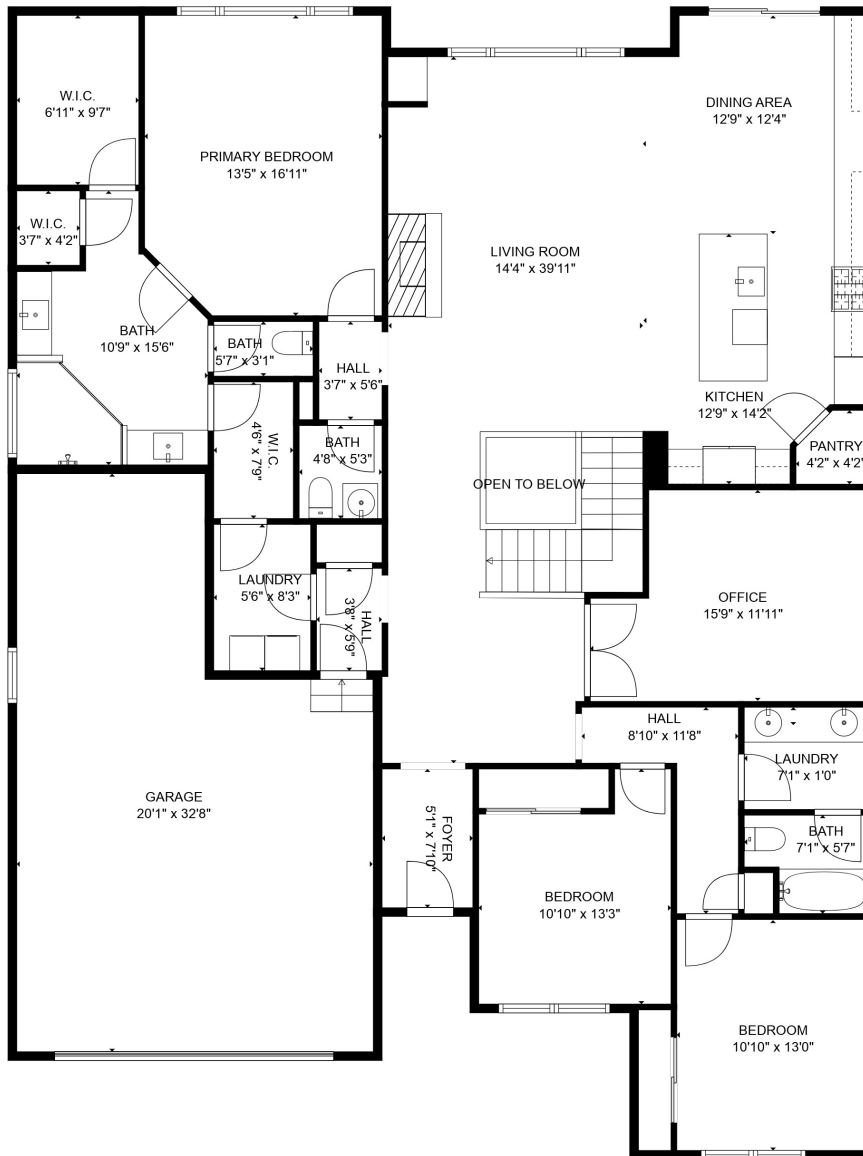 W.I.C.
6'11" x 9'7"
PRIMARY BEDROOM
13'5" x 16'11"
DINING AREA
12'9" x 12'4"
W.I.C.
3'7" x 4'2"
LIVING ROOM
14'4" x 39'11"
BATH
10'9" x 15'6"
BATH
5'7" x 3'1"
HALL
3'7" x 5'6"
KITCHEN
12'9" x 14'2"
W.I.C.
4'6" x 7'9"
BATH
4'8" x 5'3"
PANTRY
4'2" x 4'2"
OPEN TO BELOW
LAUNDRY
5'6" x 8'3"
HALL
3'8" x 5'9"
OFFICE
15'9" x 11'11"
HALL
8'10" x 11'8"
LAUNDRY
7'1" x 1'0"
GARAGE
20'1" x 32'8"
FOYER
5'1" x 7'10"
BATH
7'1" x 5'7"
BEDROOM
10'10" x 13'3"
BEDROOM
10'10" x 13'0"